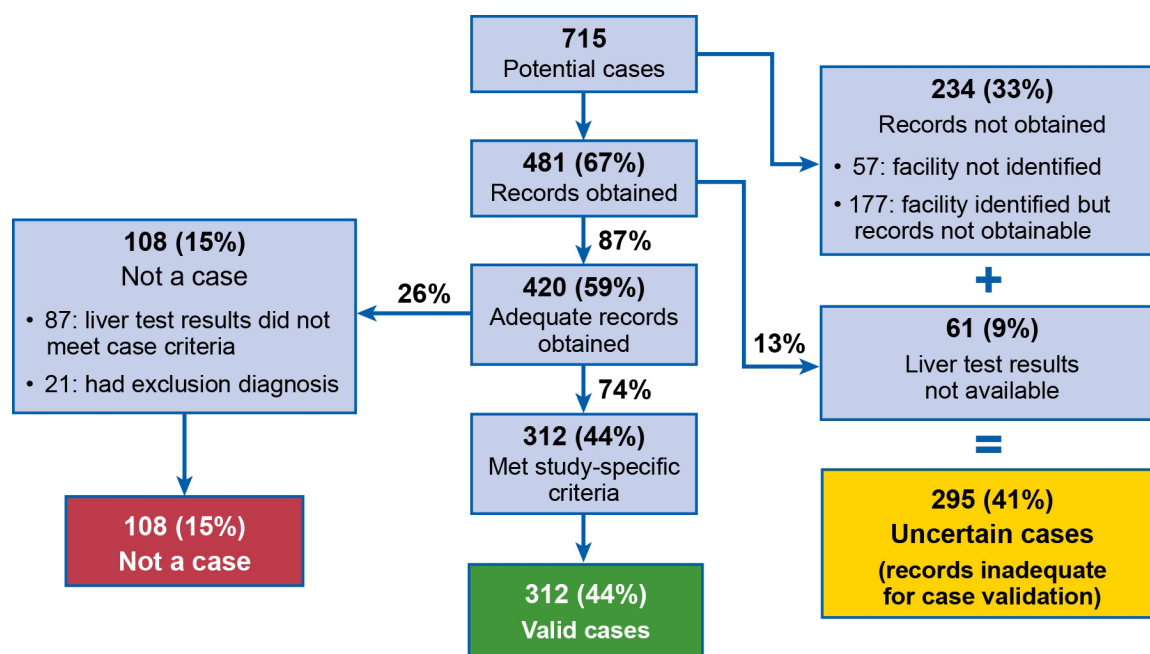 715
Potential cases
234 (33%)
Records not obtained
• 57: facility not identified
• 177: facility identified but
records not obtainable
481 (67%)
Records obtained
87%
108 (15%)
Not a case
• 87: liver test results did not
meet case criteria
• 21: had exclusion diagnosis
26%
420 (59%)
Adequate records
obtained
13%
+
61 (9%)
Liver test results
not available
74%
312 (44%)
Met study-specific
criteria
=
108 (15%)
Not a case
295 (41%)
Uncertain cases
(records inadequate
for case validation)
312 (44%)
Valid cases